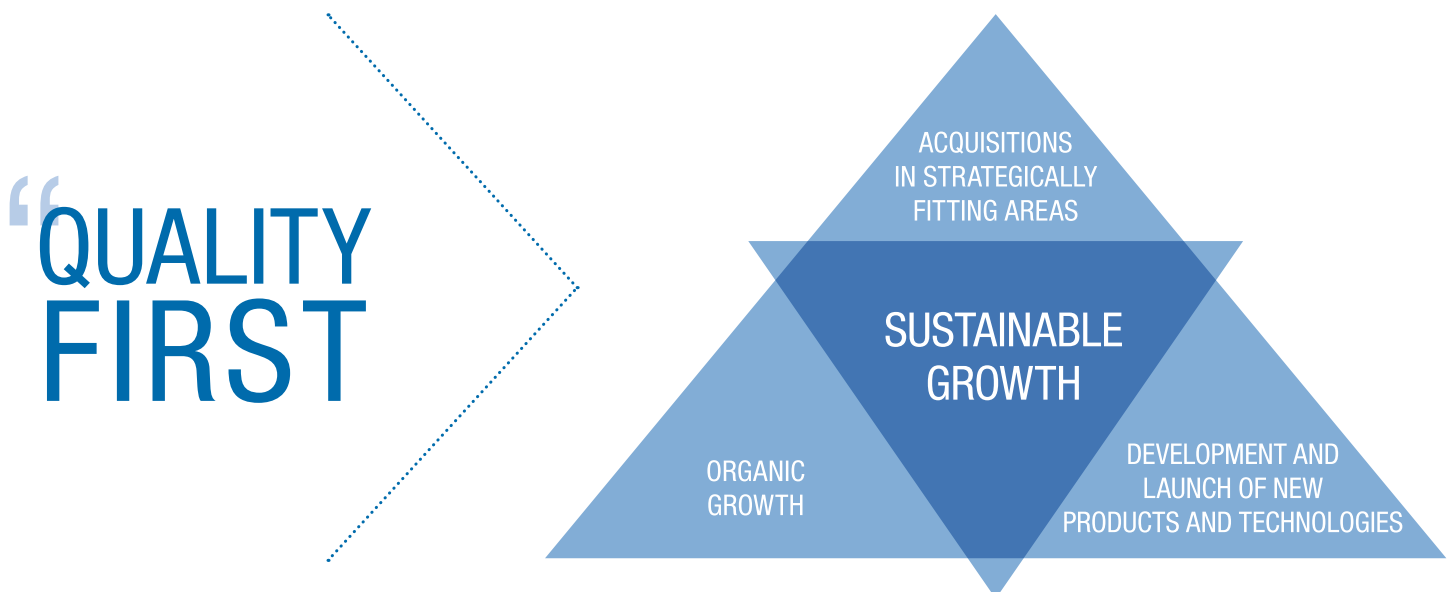 “QUALITY
FIRST
ACQUISITIONS
IN STRATEGICALLY
FITTING AREAS
SUSTAINABLE
GROWTH
ORGANIC
GROWTH
DEVELOPMENT AND
LAUNCH OF NEW
PRODUCTS AND TECHNOLOGIES